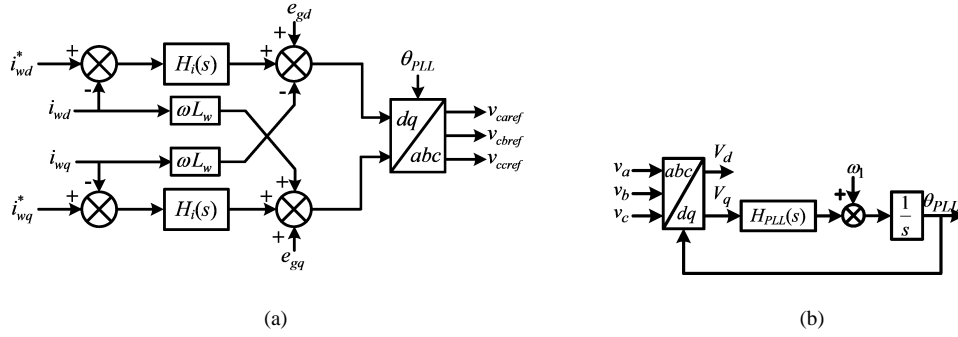 e_gd
+
+
i*_wd
+
H_i(s)
-
-
θ_PLL
i_wd
ωL_w
dq
v_caref
v_cbref
abc
v_ccref
i_wq
ωL_w
-
+
+
i*_wq
H_i(s)
+
+
e_gq
(a)
v_a
abc
V_d
ω_1
v_b
V_q
+
θ_PLL
v_c
dq
H_PLL(s)
1
s
(b)